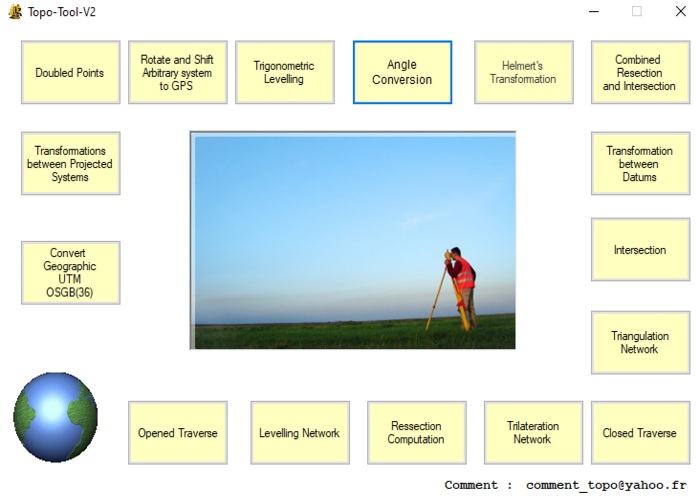 Topo-Tool-V2
Doubled Points
Rotate and Shift
Arbitrary system
to GPS
Trigonometric
Levelling
Angle
Conversion
Helmert's
Transformation
Combined
Resection
and Intersection
Transformations
between Projected
Systems
Transformation
between
Datums
Convert
Geographic
UTM
OSGB(36)
Intersection
Triangulation
Network
Opened Traverse
Levelling Network
Ressection
Computation
Trilateration
Network
Closed Traverse
Comment : comment_topo@yahoo.fr